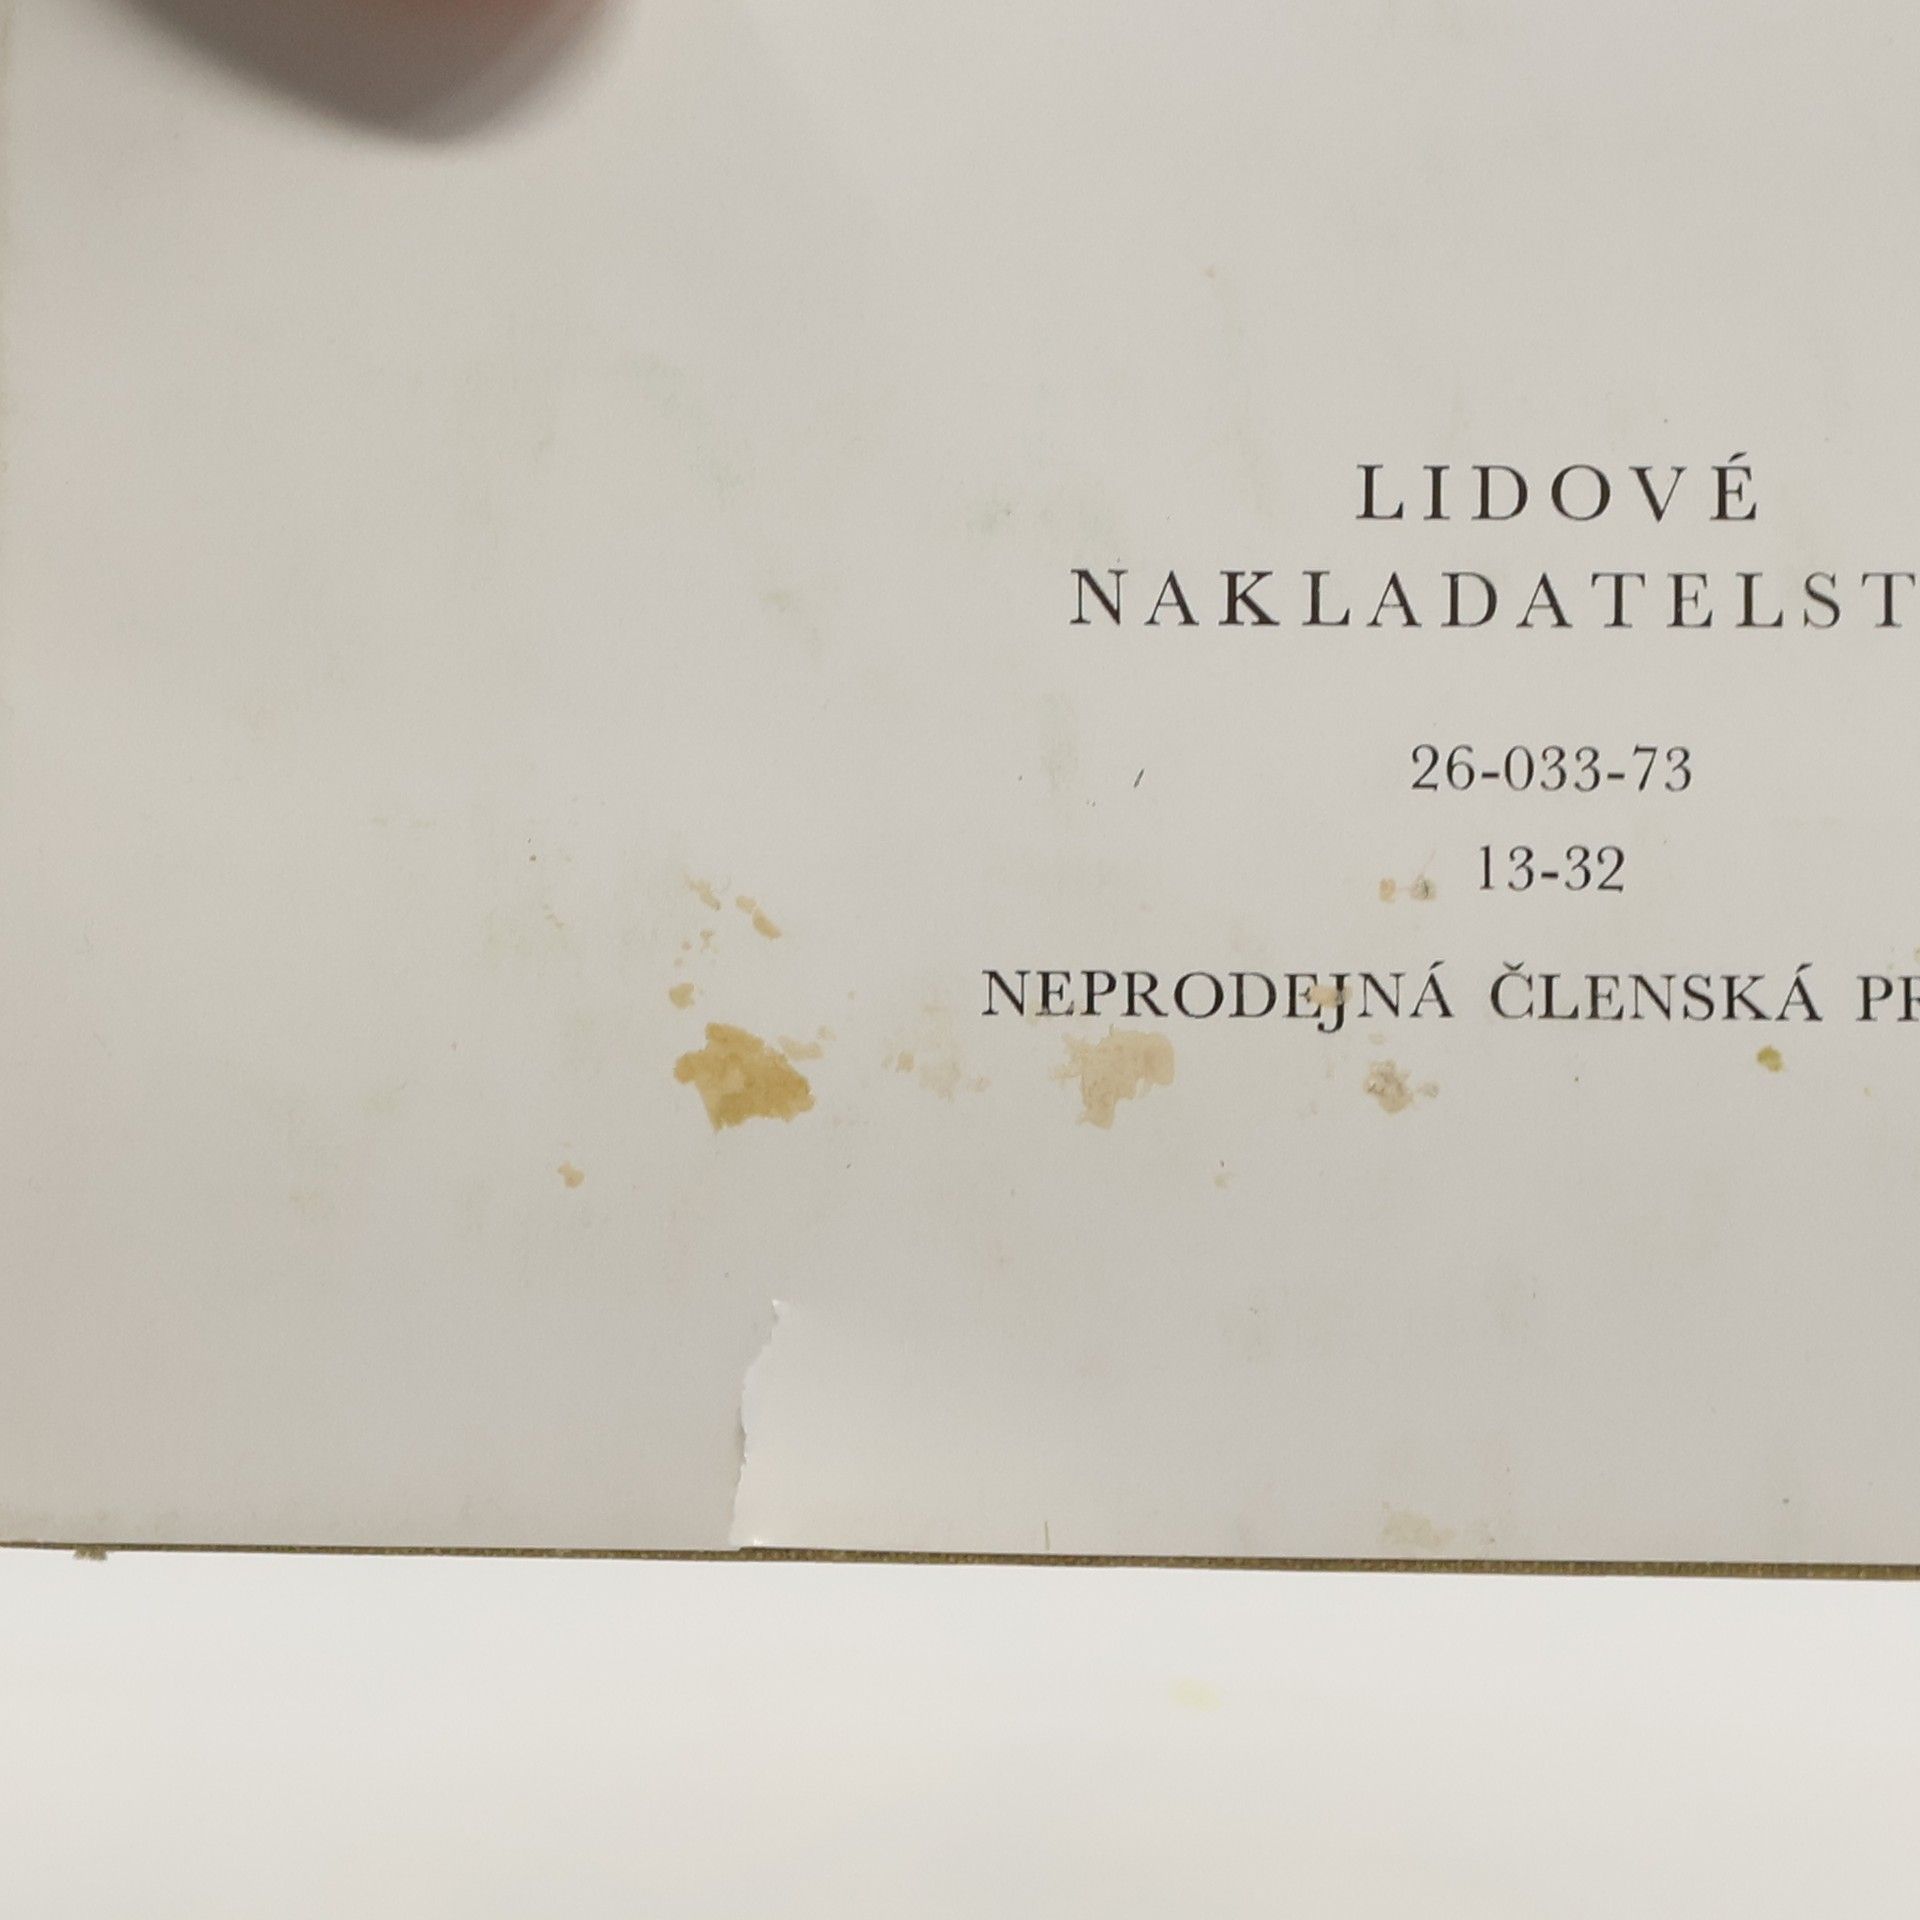 LIDOVÉ
NAKLADATELST
26-033-73
13-32
NEPRODEJNÁ ČLENSKÁ PR